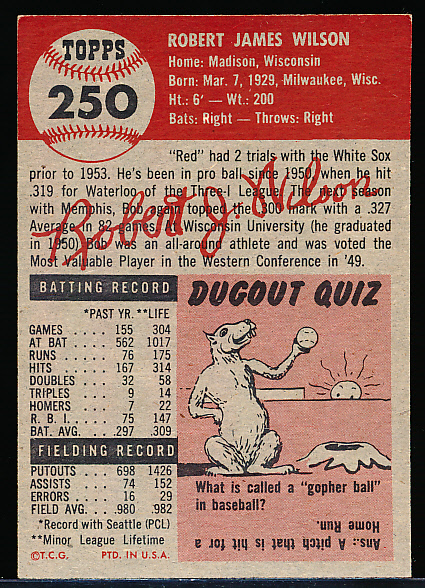 TOPPS
250
ROBERT JAMES WILSON
Home: Madison, Wisconsin
Born: Mar. 7, 1929, Milwaukee, Wisc.
Ht.: 6' — Wt.: 200
Bats: Right — Throws: Right
"Red" had 2 trials with the White Sox
prior to 1953. He's been in pro ball since 1950 when he hit
.319 for Waterloo of the Three-I League. The next season
with Memphis, Bob again topped the .300 mark with a .327
Average in 82 games. At Wisconsin University (he graduated
in 1950) Bob was an all-around athlete and was voted the
Most Valuable Player in the Western Conference in '49.
Robert J. Wilson
BATTING RECORD
*PAST YR. **LIFE
GAMES . . . 155 304
AT BAT . . . 562 1017
RUNS . . . 76 175
HITS . . . 167 314
DOUBLES . . 32 58
TRIPLES . . . 9 14
HOMERS . . . 7 22
R. B. I. . . . 75 147
BAT. AVG. . . .297 .309
FIELDING RECORD
PUTOUTS 698 1426
ASSISTS . . 74 152
ERRORS . . 16 29
FIELD AVG. .980 .982
*Record with Seattle (PCL)
**Minor League Lifetime
©T.C.G. PTD. IN U.S.A.
DUGOUT QUIZ
What is called a "gopher ball"
in baseball?
Ans.: A pitch that is hit for a
Home Run.